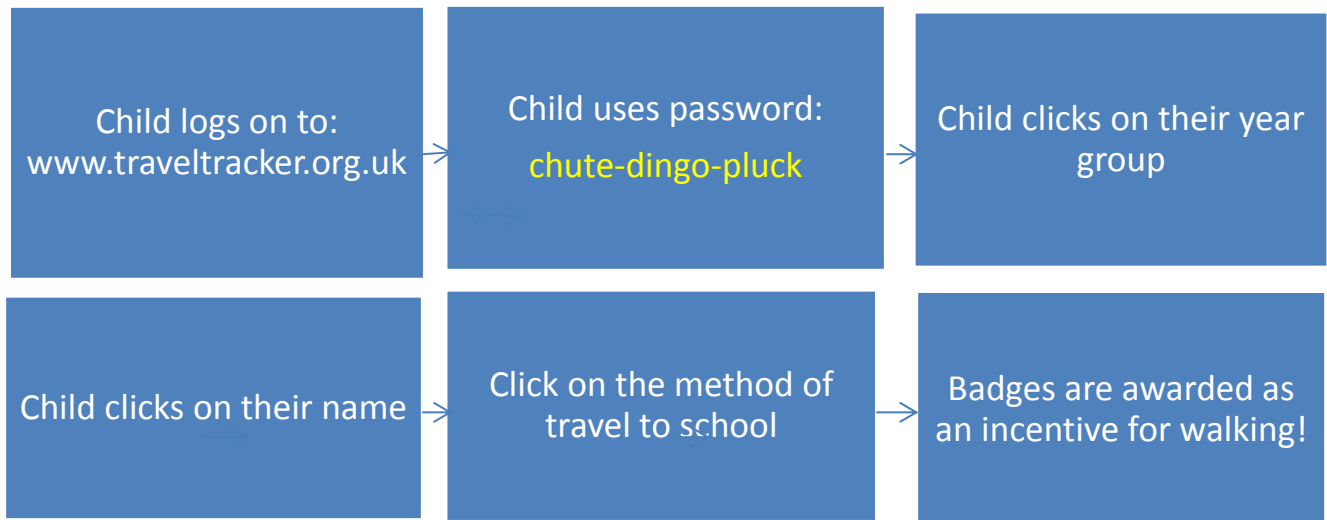 Child logs on to:
www.traveltracker.org.uk
Child uses password:
chute-dingo-pluck
Child clicks on their year
group
Child clicks on their name
Click on the method of
travel to school
Badges are awarded as
an incentive for walking!